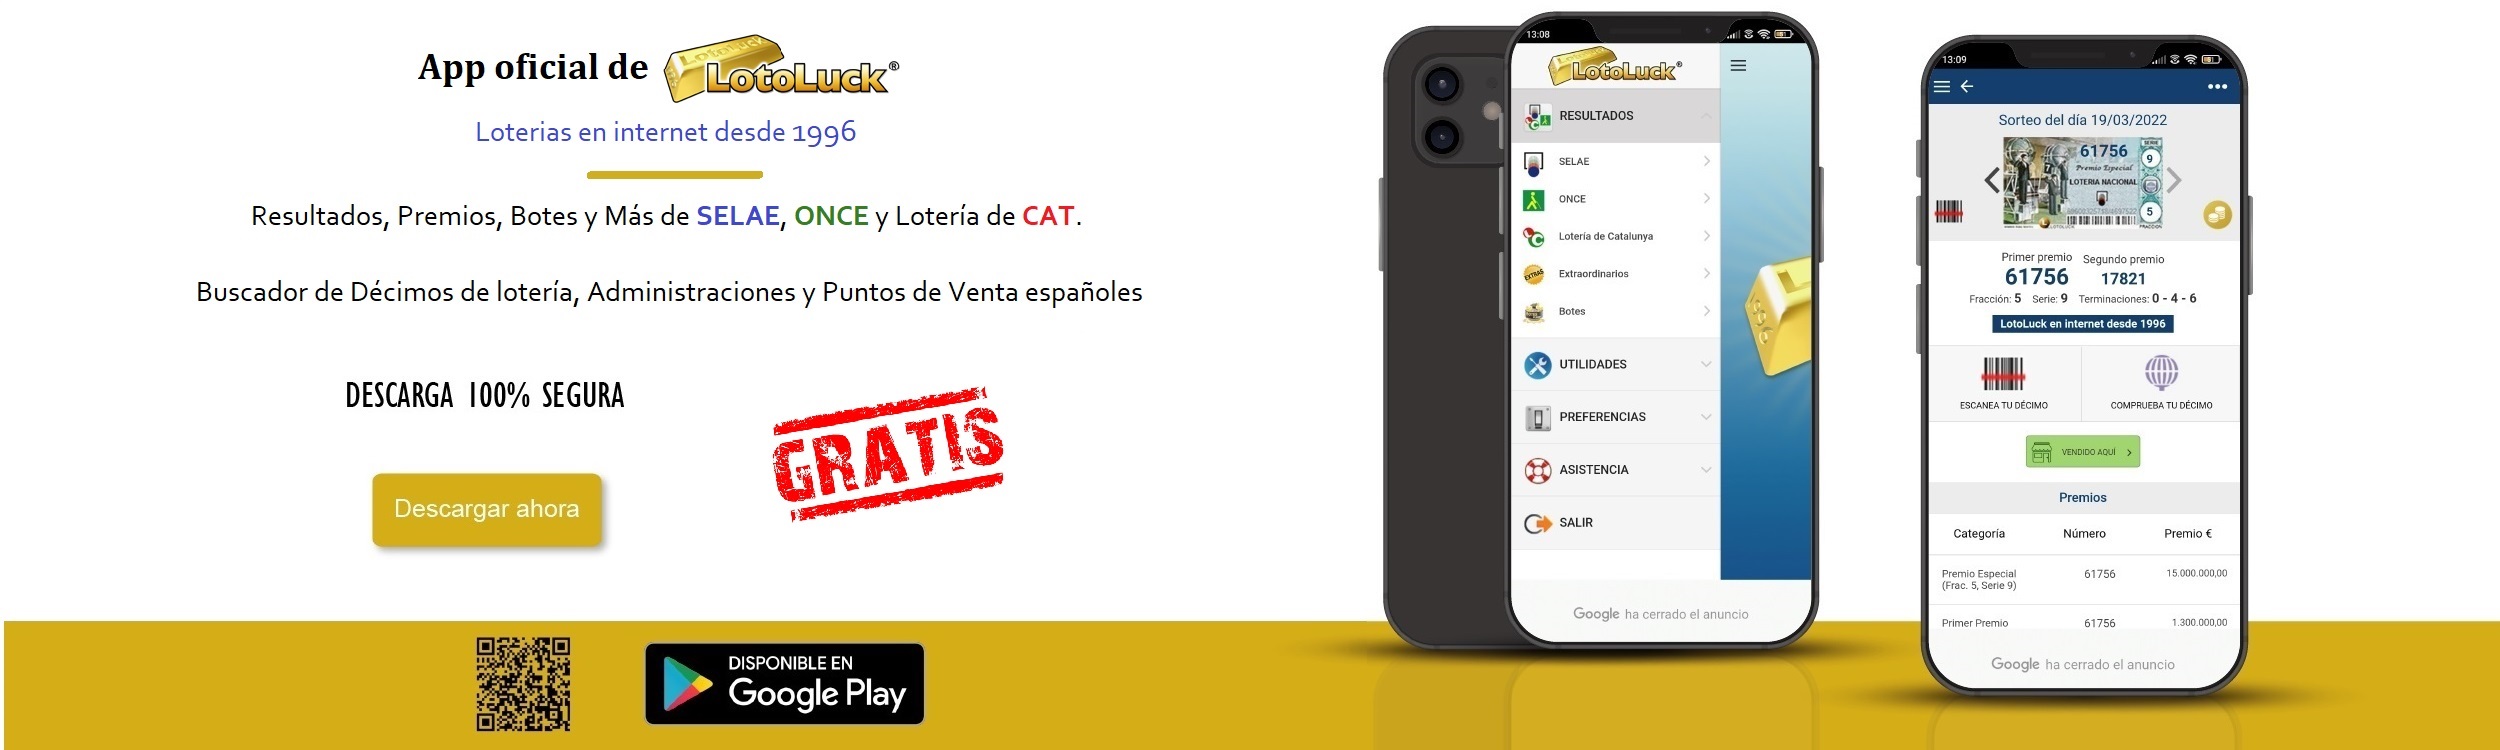 App oficial de LotoLuck®
Loterias en internet desde 1996
Resultados, Premios, Botes y Más de SELAE, ONCE y Lotería de CAT.
Buscador de Décimos de lotería, Administraciones y Puntos de Venta españoles
DESCARGA 100% SEGURA
GRATIS
Descargar ahora
DISPONIBLE EN
Google Play
13:08
LotoLuck®
RESULTADOS
SELAE
ONCE
Lotería de Catalunya
EXTRAS
Extraordinarios
Botes
UTILIDADES
PREFERENCIAS
ASISTENCIA
SALIR
Google ha cerrado el anuncio
13:09
Sorteo del día 19/03/2022
SERIE
61756
9
Premio Especial
LOTERIA NACIONAL
5
LOTOLUCK
FRACCION
Primer premio Segundo premio
61756 17821
Fracción: 5 Serie: 9 Terminaciones: 0 - 4 - 6
LotoLuck en internet desde 1996
ESCANEA TU DÉCIMO COMPRUEBA TU DÉCIMO
VENDIDO AQUÍ
Premios
Categoría Número Premio €
Premio Especial 61756 15.000.000,00
(Frac. 5, Serie 9)
Primer Premio 61756 1.300.000,00
Google ha cerrado el anuncio